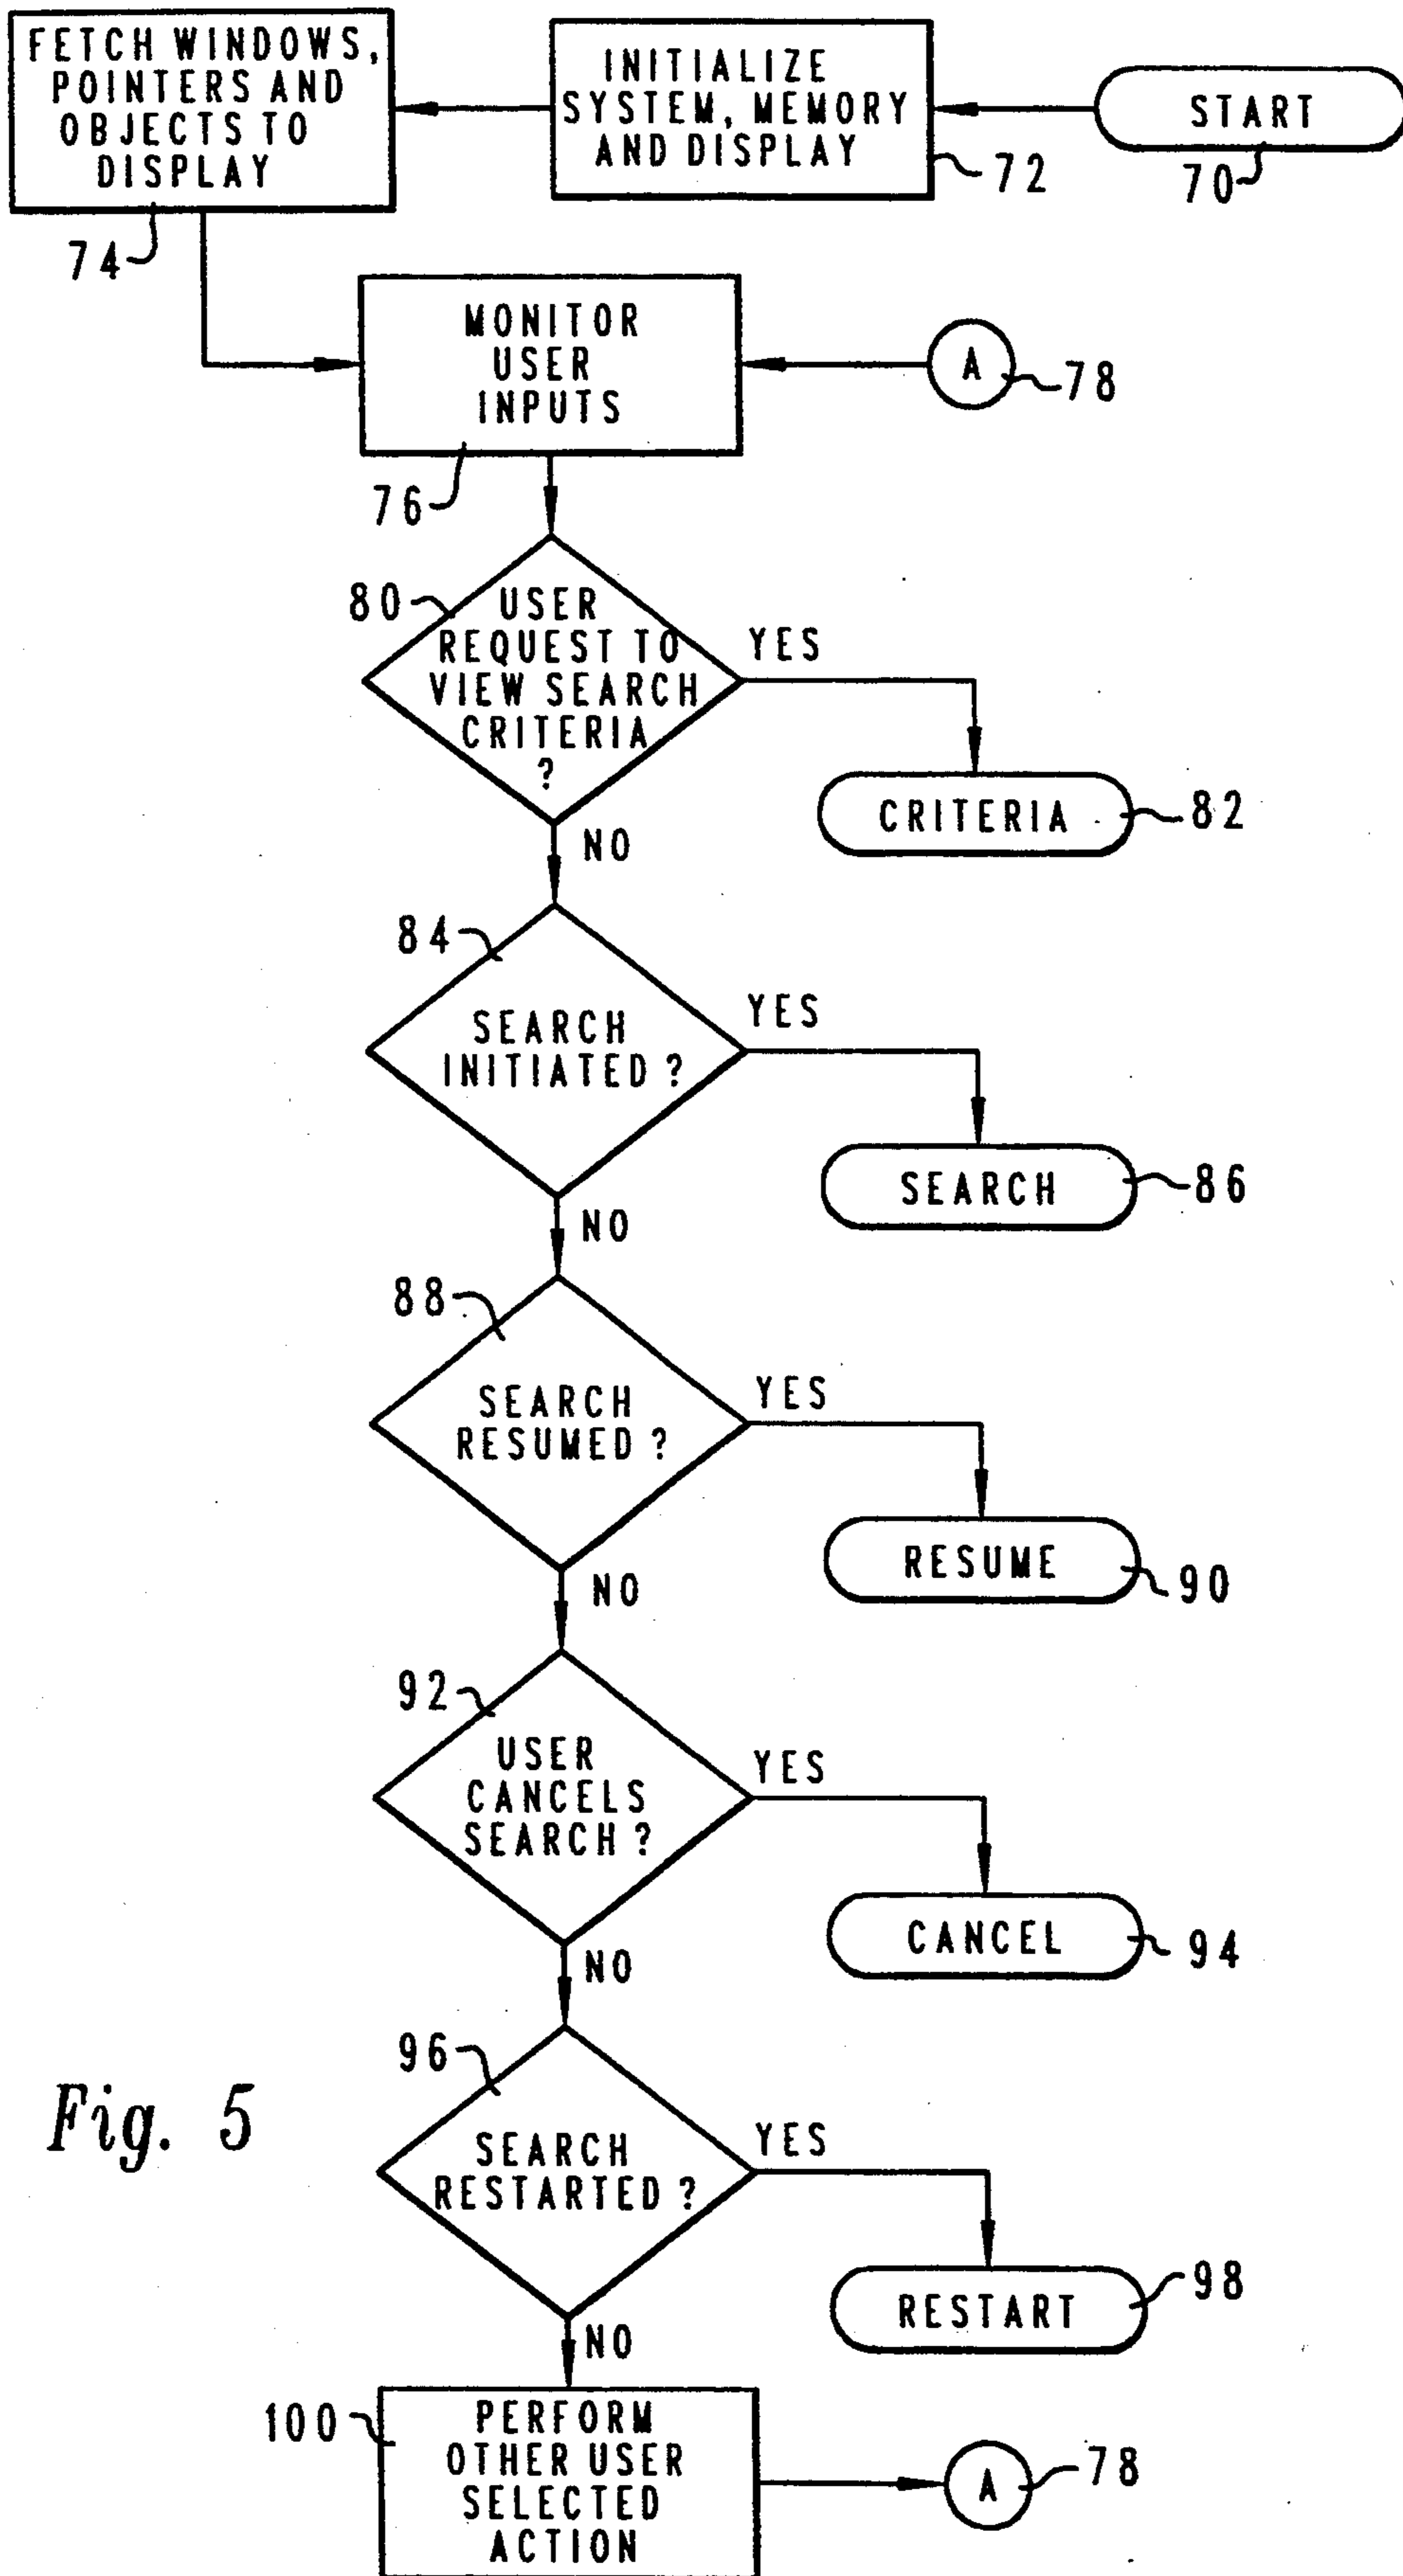 FETCH WINDOWS,
POINTERS AND
OBJECTS TO
DISPLAY
74
INITIALIZE
SYSTEM, MEMORY
AND DISPLAY
72
START
70
MONITOR
USER
INPUTS
76
A
78
80
USER
REQUEST TO
VIEW SEARCH
CRITERIA
?
YES
CRITERIA
82
NO
84
SEARCH
INITIATED ?
YES
SEARCH
86
NO
88
SEARCH
RESUMED ?
YES
RESUME
90
NO
92
USER
CANCELS
SEARCH ?
YES
CANCEL
94
NO
96
SEARCH
RESTARTED ?
YES
RESTART
98
NO
Fig. 5
100
PERFORM
OTHER USER
SELECTED
ACTION
A
78